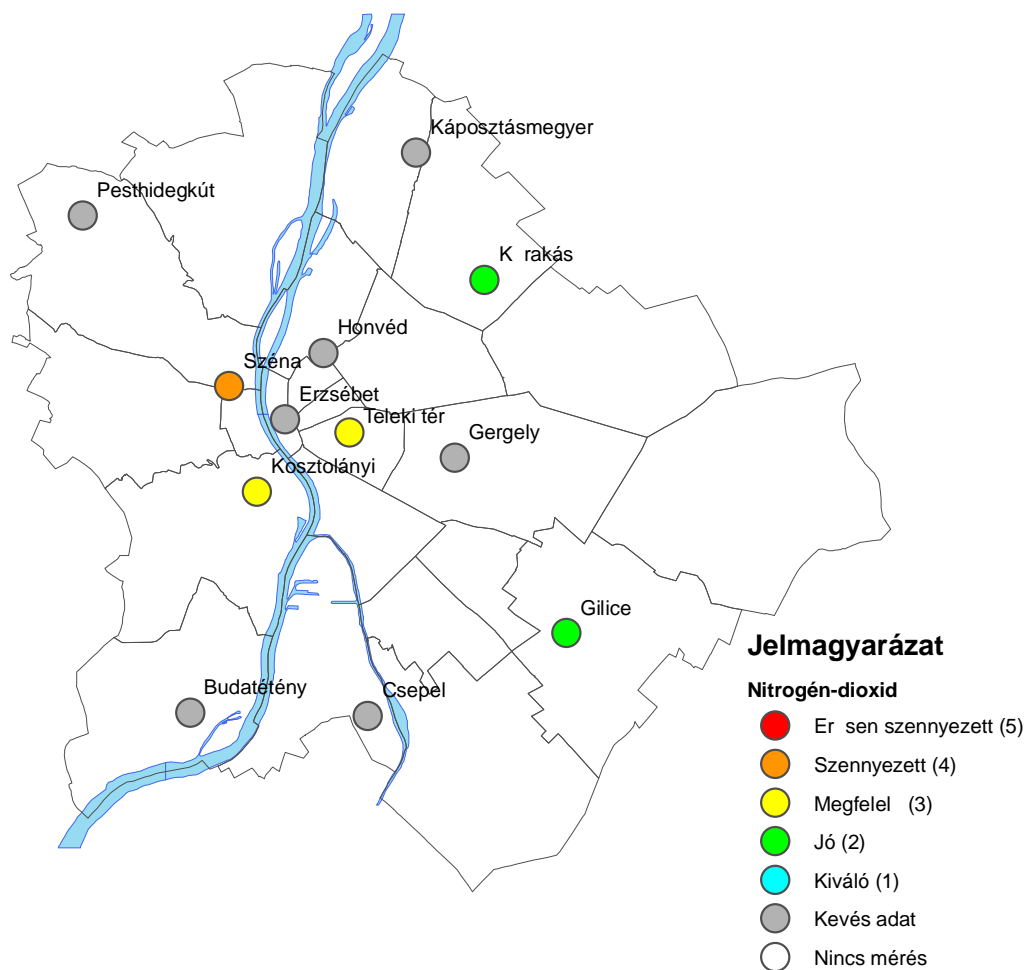 Káposztásmegyer
Pesthidegkút
K rakás
Honvéd
Széna
Erzsébet
Teleki tér
Gergely
Kosztolányi
Gilice
Budatétény
Csepel
Jelmagyarázat
Nitrogén-dioxid
Er sen szennyezett (5)
Szennyezett (4)
Megfelel (3)
Jó (2)
Kiváló (1)
Kevés adat
Nincs mérés